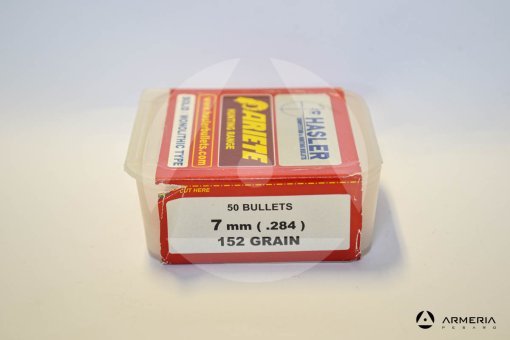 HASLER
ARIETE
HUNTING RANGE
www.haslerbullets.com
SOLID MONOLITHIC TYPE
CUT HERE
50 BULLETS
7 mm ( .284 )
152 GRAIN
ARMERIA
PESARO